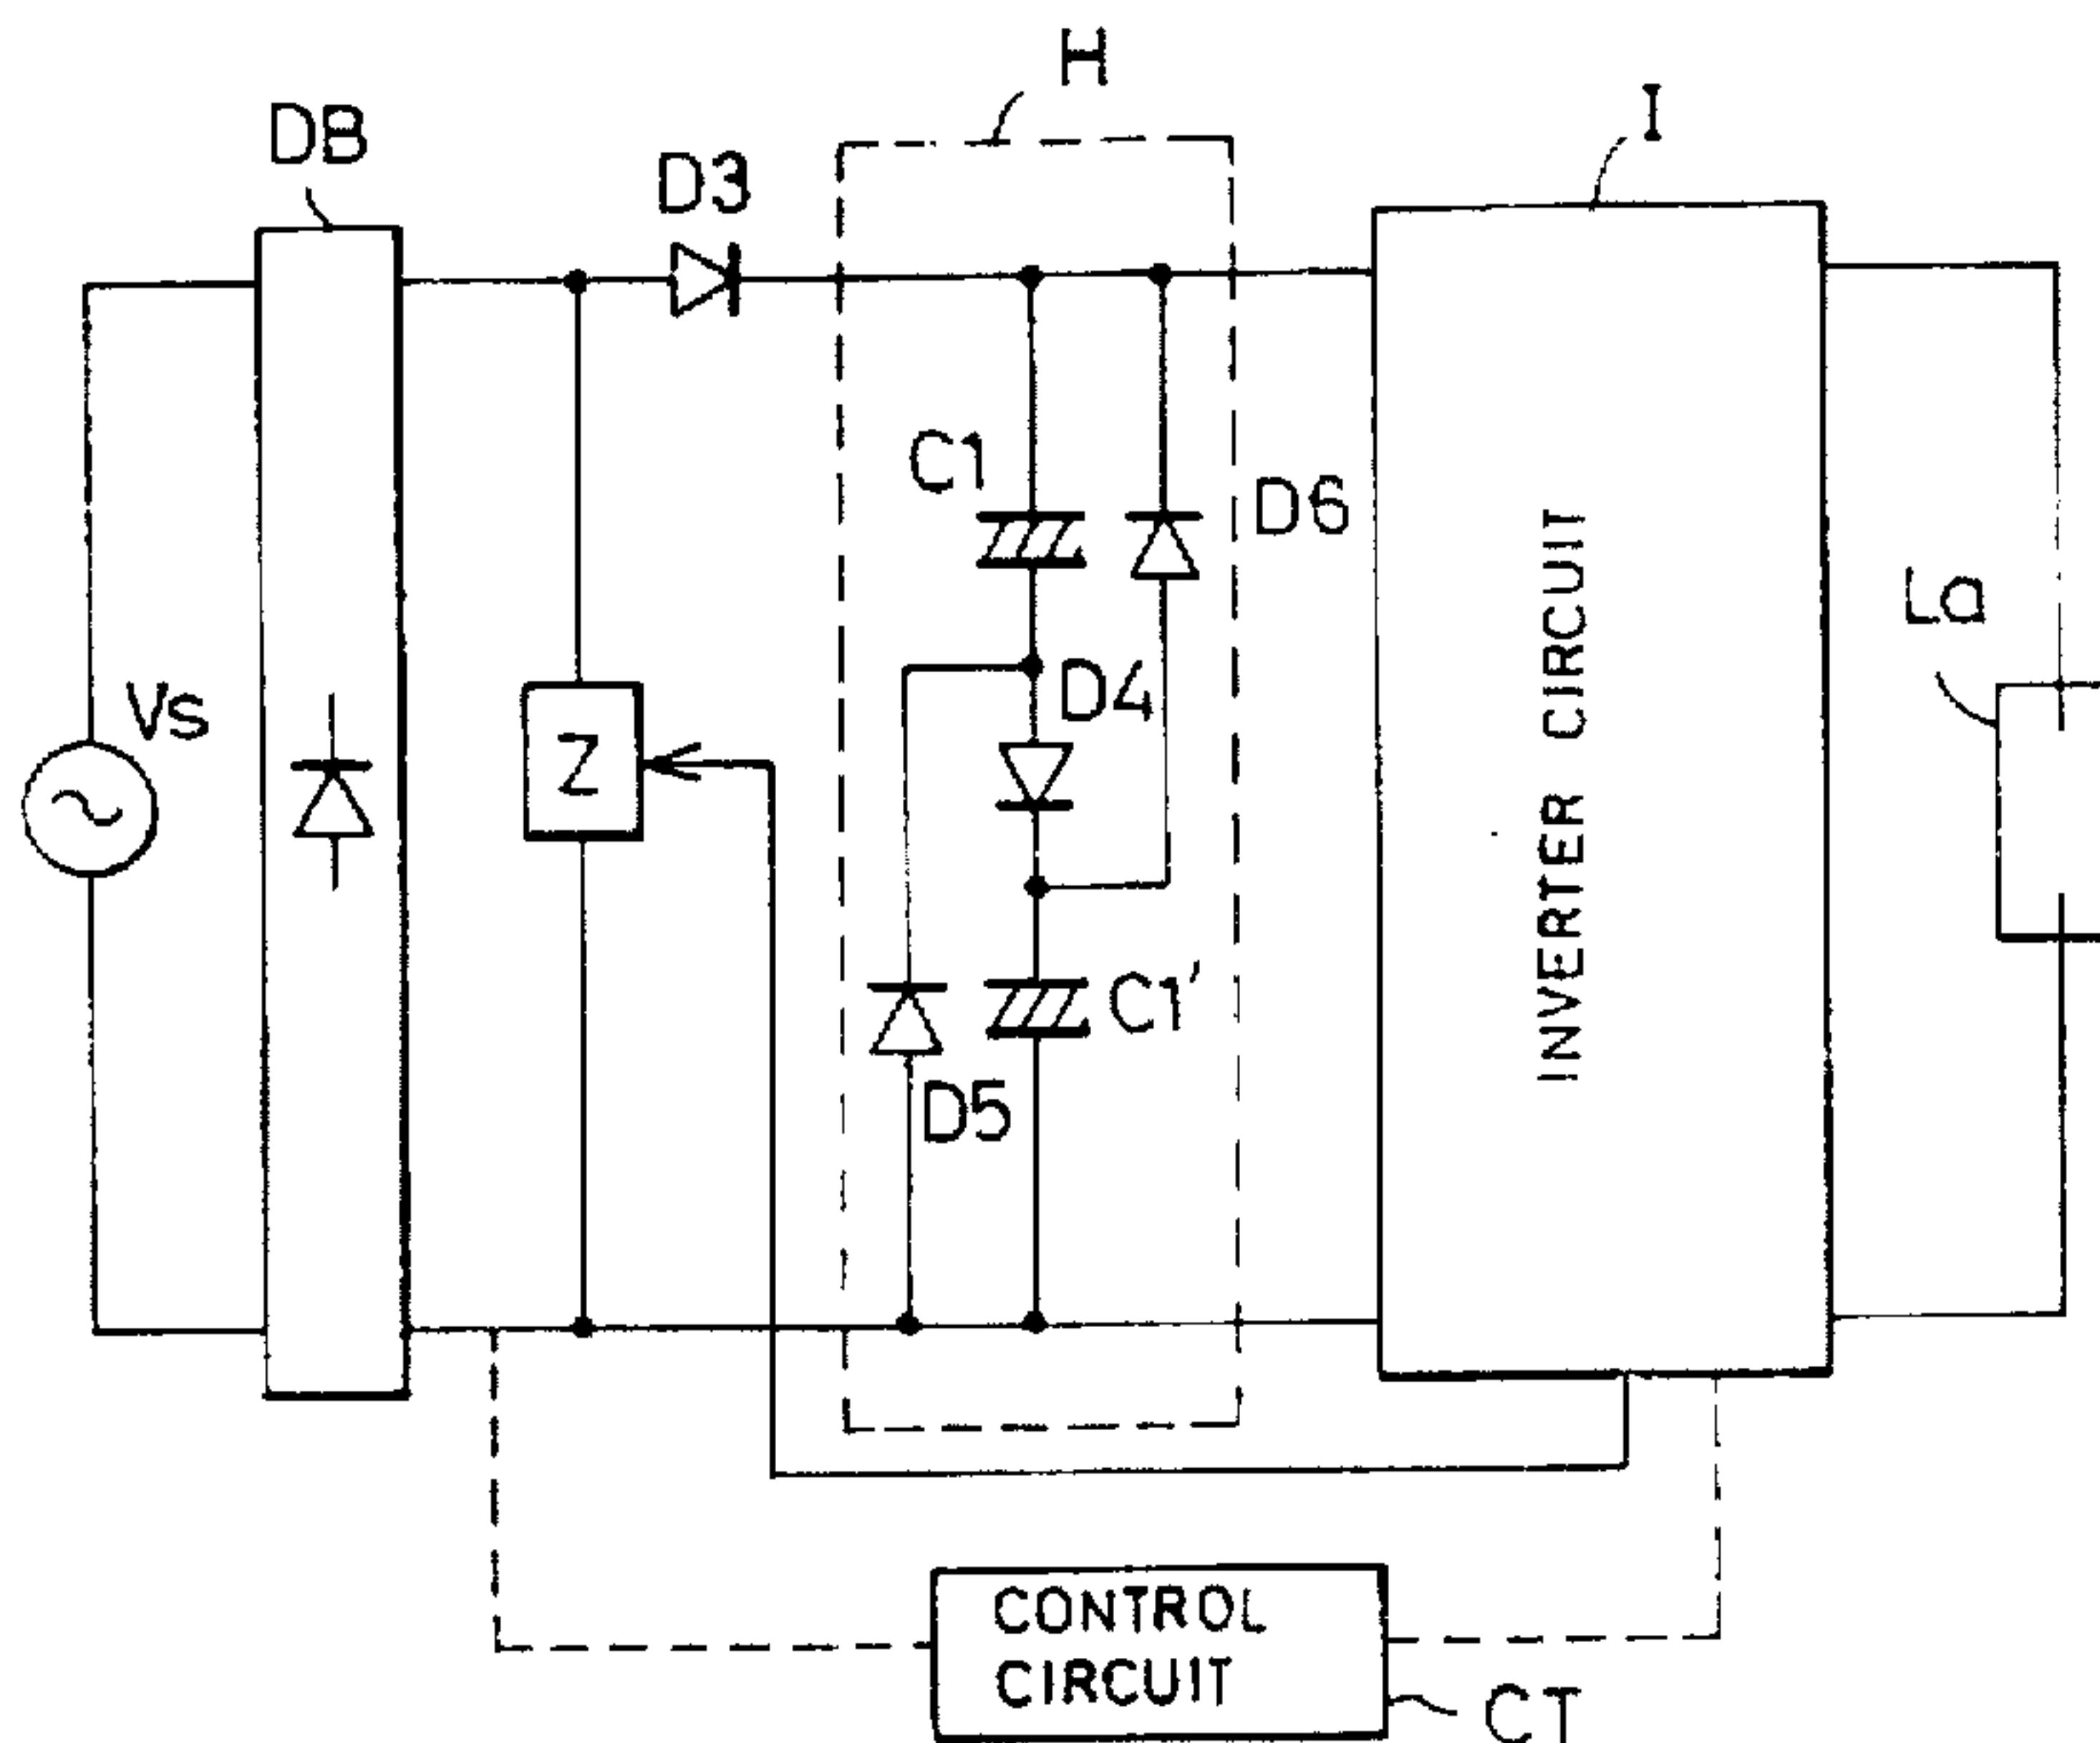 H
I
DB
D3
C1
D6
La
D4
Vs
Z
INVERTER CIRCUIT
C1'
D5
CONTROL
CIRCUIT
CT